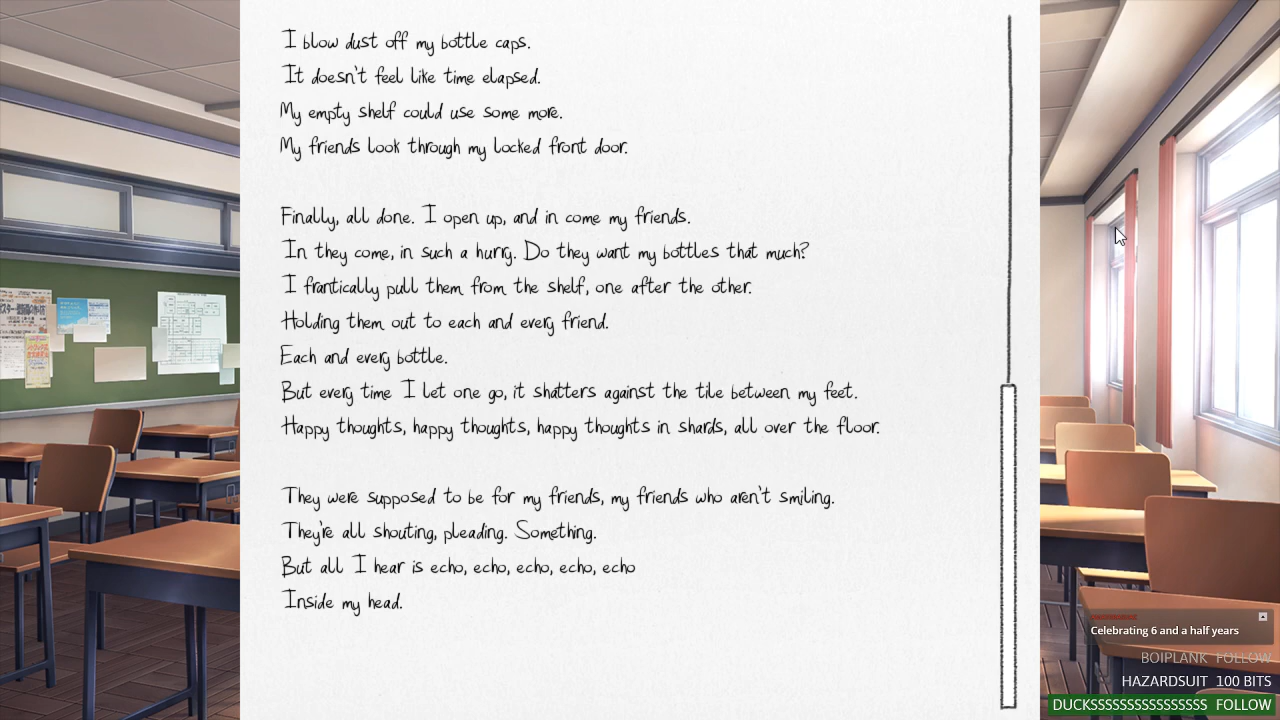 I blow dust off my bottle caps.
It doesn't feel like time elapsed.
My empty shelf could use some more.
My friends look through my locked front door.
Finally, all done. I open up, and in come my friends.
In they come, in such a hurry. Do they want my bottles that much?
I frantically pull them from the shelf, one after the other.
Holding them out to each and every friend.
Each and every bottle.
But every time I let one go, it shatters against the tile between my feet.
Happy thoughts, happy thoughts, happy thoughts in shards, all over the floor.
They were supposed to be for my friends, my friends who aren't smiling.
They're all shouting, pleading. Something.
But all I hear is echo, echo, echo, echo, echo
Inside my head.
Celebrating 6 and a half years
BOIPLANK FOLLOW
HAZARDSUIT 100 BITS
DUCKSSSSSSSSSSSSSSSS FOLLOW